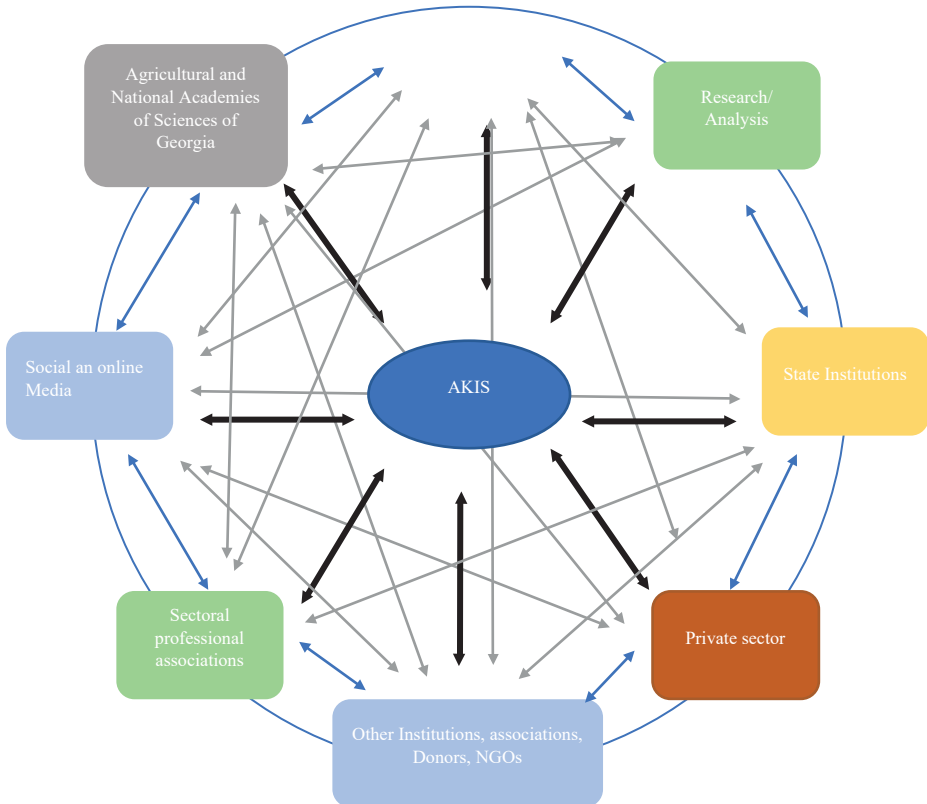 Agricultural and
National Academies
of Sciences of
Georgia
Research/
Analysis
Social an online
Media
AKIS
State Institutions
Sectoral
professional
associations
Private sector
Other Institutions, associations,
Donors, NGOs